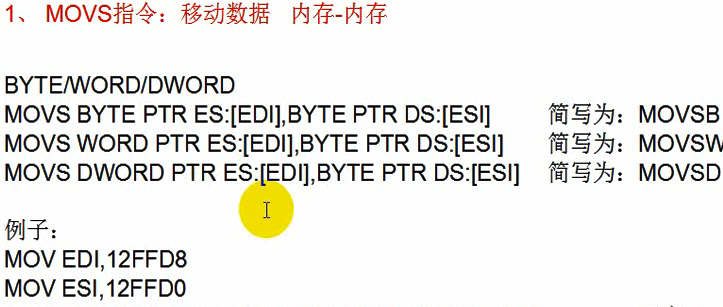 1、 MOVS指令：移动数据 内存-内存
BYTE/WORD/DWORD
MOVS BYTE PTR ES:[EDI],BYTE PTR DS:[ESI] 简写为：MOVSB
MOVS WORD PTR ES:[EDI],BYTE PTR DS:[ESI] 简写为：MOVSW
MOVS DWORD PTR ES:[EDI],BYTE PTR DS:[ESI] 简写为：MOVSD
例子：
MOV EDI,12FFD8
MOV ESI,12FFD0